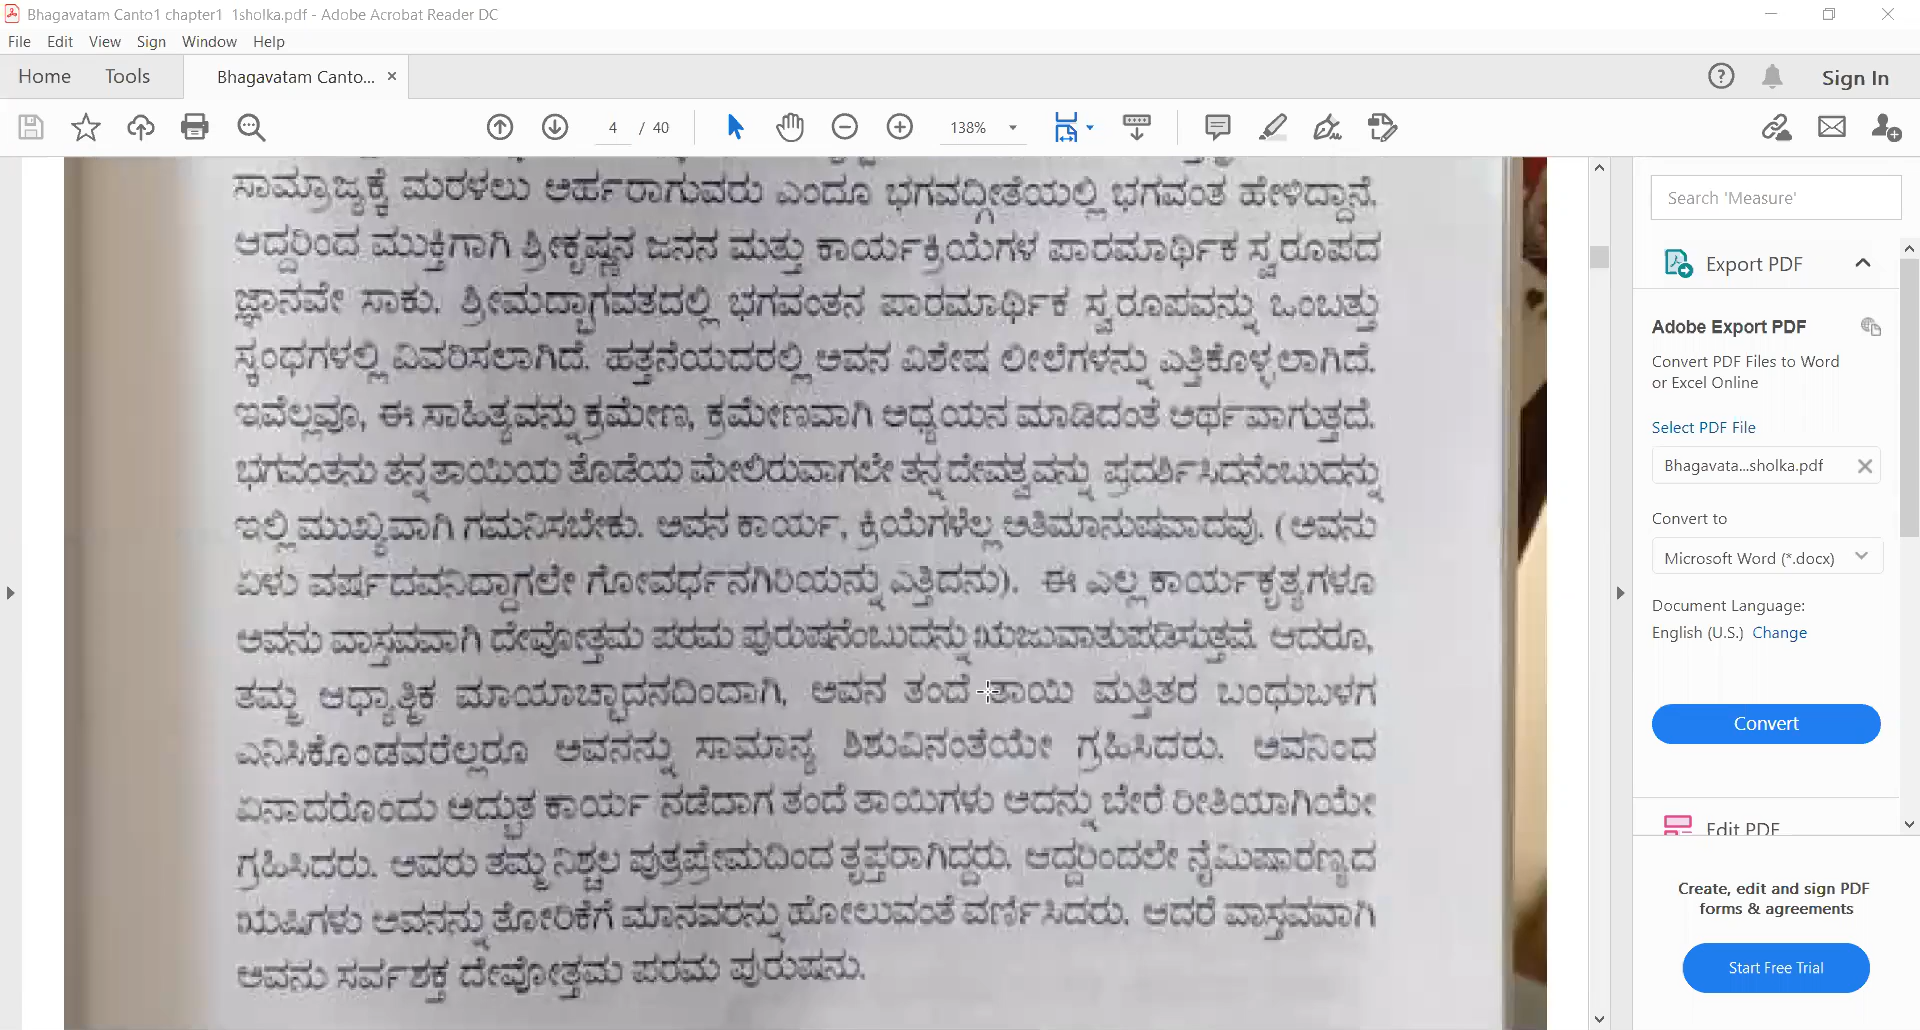 Bhagavatam Canto1 chapter1 1sholka.pdf - Adobe Acrobat Reader DC
File Edit View Sign Window Help
Home Tools Bhagavatam Canto... × Sign In
4 / 40 138%
ಸಾಮ್ರಾಜ್ಯಕ್ಕೆ ಮರಳಲು ಅರ್ಹರಾಗುವರು ಎಂದೂ ಭಗವದ್ಗೀತೆಯಲ್ಲಿ ಭಗವಂತ ಹೇಳಿದ್ದಾನೆ.
ಆದ್ದರಿಂದ ಮುಕ್ತಿಗಾಗಿ ಶ್ರೀಕೃಷ್ಣನ ಜನನ ಮತ್ತು ಕಾರ್ಯಕ್ರಿಯೆಗಳ ಪಾರಮಾರ್ಥಿಕ ಸ್ವರೂಪದ
ಜ್ಞಾನವೇ ಸಾಕು. ಶ್ರೀಮದ್ಭಾಗವತದಲ್ಲಿ ಭಗವಂತನ ಪಾರಮಾರ್ಥಿಕ ಸ್ವರೂಪವನ್ನು ಒಂಬತ್ತು
ಸ್ಕಂಧಗಳಲ್ಲಿ ವಿವರಿಸಲಾಗಿದೆ. ಹತ್ತನೆಯದರಲ್ಲಿ ಅವನ ವಿಶೇಷ ಲೀಲೆಗಳನ್ನು ಎತ್ತಿಕೊಳ್ಳಲಾಗಿದೆ.
ಇವೆಲ್ಲವೂ, ಈ ಸಾಹಿತ್ಯವನ್ನು ಕ್ರಮೇಣ, ಕ್ರಮೇಣವಾಗಿ ಅಧ್ಯಯನ ಮಾಡಿದಂತೆ ಅರ್ಥವಾಗುತ್ತದೆ.
ಭಗವಂತನು ತನ್ನ ತಾಯಿಯ ತೊಡೆಯ ಮೇಲಿರುವಾಗಲೇ ತನ್ನ ದೇವತ್ವವನ್ನು ಪ್ರದರ್ಶಿಸಿದನೆಂಬುದನ್ನು
ಇಲ್ಲಿ ಮುಖ್ಯವಾಗಿ ಗಮನಿಸಬೇಕು. ಅವನ ಕಾರ್ಯ, ಕ್ರಿಯೆಗಳೆಲ್ಲ ಅತಿಮಾನುಷವಾದವು. (ಅವನು
ಏಳು ವರ್ಷದವನಿದ್ದಾಗಲೇ ಗೋವರ್ಧನಗಿರಿಯನ್ನು ಎತ್ತಿದನು). ಈ ಎಲ್ಲ ಕಾರ್ಯಕೃತ್ಯಗಳೂ
ಅವನು ವಾಸ್ತವವಾಗಿ ದೇವೋತ್ತಮ ಪರಮ ಪುರುಷನೆಂಬುದನ್ನು ಋಜುವಾತುಪಡಿಸುತ್ತವೆ. ಆದರೂ,
ತಮ್ಮ ಆಧ್ಯಾತ್ಮಿಕ ಮಾಯಾಚ್ಛಾದನದಿಂದಾಗಿ, ಅವನ ತಂದೆ ತಾಯಿ ಮತ್ತಿತರ ಬಂಧುಬಳಗ
ಎನಿಸಿಕೊಂಡವರೆಲ್ಲರೂ ಅವನನ್ನು ಸಾಮಾನ್ಯ ಶಿಶುವಿನಂತೆಯೇ ಗ್ರಹಿಸಿದರು. ಅವನಿಂದ
ಏನಾದರೊಂದು ಅದ್ಭುತ ಕಾರ್ಯ ನಡೆದಾಗ ತಂದೆ ತಾಯಿಗಳು ಅದನ್ನು ಬೇರೆ ರೀತಿಯಾಗಿಯೇ
ಗ್ರಹಿಸಿದರು. ಅವರು ತಮ್ಮ ನಿಶ್ಚಲ ಪುತ್ರಪ್ರೇಮದಿಂದ ತೃಪ್ತರಾಗಿದ್ದರು. ಆದ್ದರಿಂದಲೇ ನೈಮಿಷಾರಣ್ಯದ
ಋಷಿಗಳು ಅವನನ್ನು ತೋರಿಕೆಗೆ ಮಾನವರನ್ನು ಹೋಲುವಂತೆ ವರ್ಣಿಸಿದರು. ಆದರೆ ವಾಸ್ತವವಾಗಿ
ಅವನು ಸರ್ವಶಕ್ತ ದೇವೋತ್ತಮ ಪರಮ ಪುರುಷನು.
Search 'Measure'
Export PDF
Adobe Export PDF
Convert PDF Files to Word
or Excel Online
Select PDF File
Bhagavata...sholka.pdf
Convert to
Microsoft Word (*.docx)
Document Language:
English (U.S.) Change
Convert
Edit PDF
Create, edit and sign PDF
forms & agreements
Start Free Trial